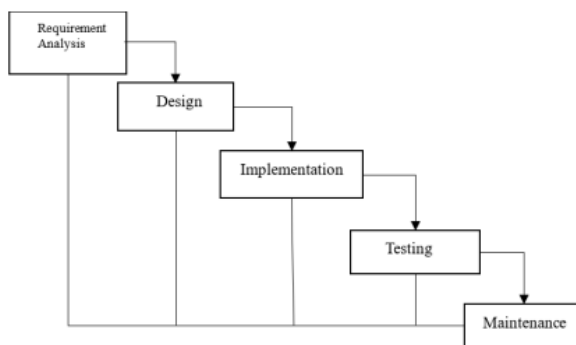 Requirement
Analysis
Design
Implementation
Testing
Maintenance